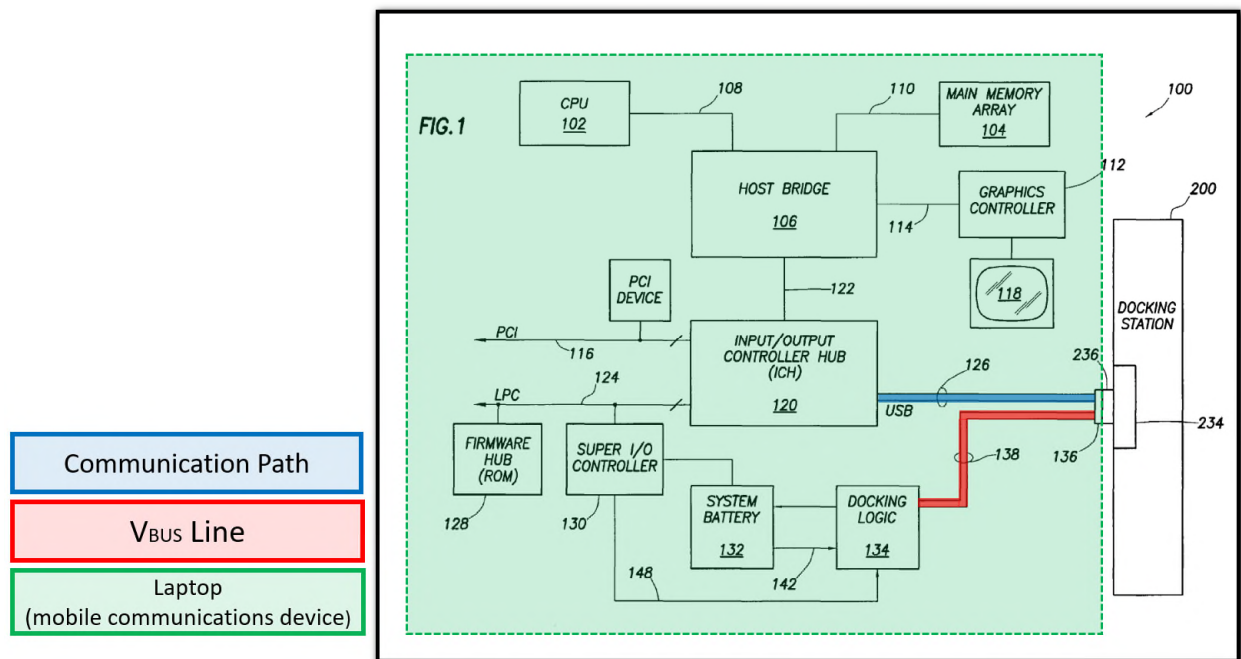 FIG.1
CPU
102
108
110
MAIN MEMORY
ARRAY
104
100
HOST BRIDGE
106
112
GRAPHICS
CONTROLLER
114
118
200
DOCKING
STATION
122
PCI
DEVICE
PCI
116
INPUT/OUTPUT
CONTROLLER HUB
(ICH)
120
126
USB
236
234
136
124
LPC
FIRMWARE
HUB
(ROM)
128
SUPER I/O
CONTROLLER
130
138
SYSTEM
BATTERY
132
DOCKING
LOGIC
134
142
148
Communication Path
VBUS Line
Laptop
(mobile communications device)